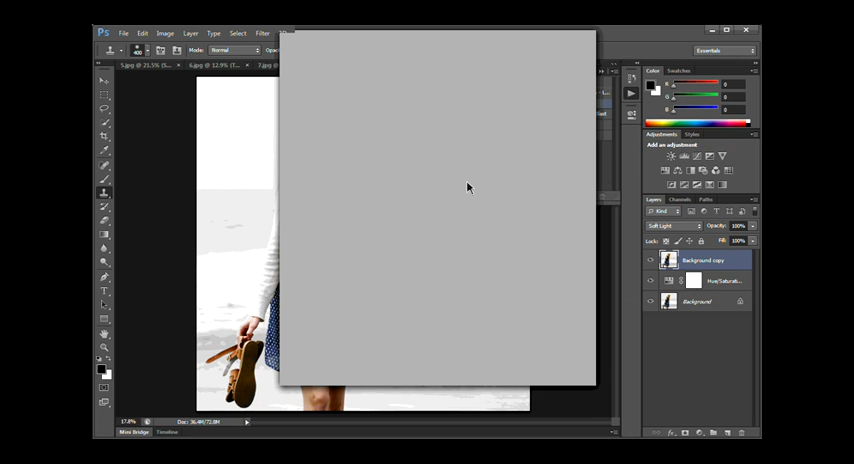 Ps File Edit Image Layer Type Select Filter
400 Mode: Normal Opac Essentials
5.jpg @ 21.5% (S... × 6.jpg @ 12.9% (T... × 7.jpg @
Color Swatches
R 0
G 0
B 0
Adjustments Styles
Add an adjustment
Layers Channels Paths
Kind
Soft Light Opacity: 100%
Lock: Fill: 100%
Background copy
Hue/Saturati...
Background
fx
17.8% Doc: 36.4M/72.8M
Mini Bridge Timeline